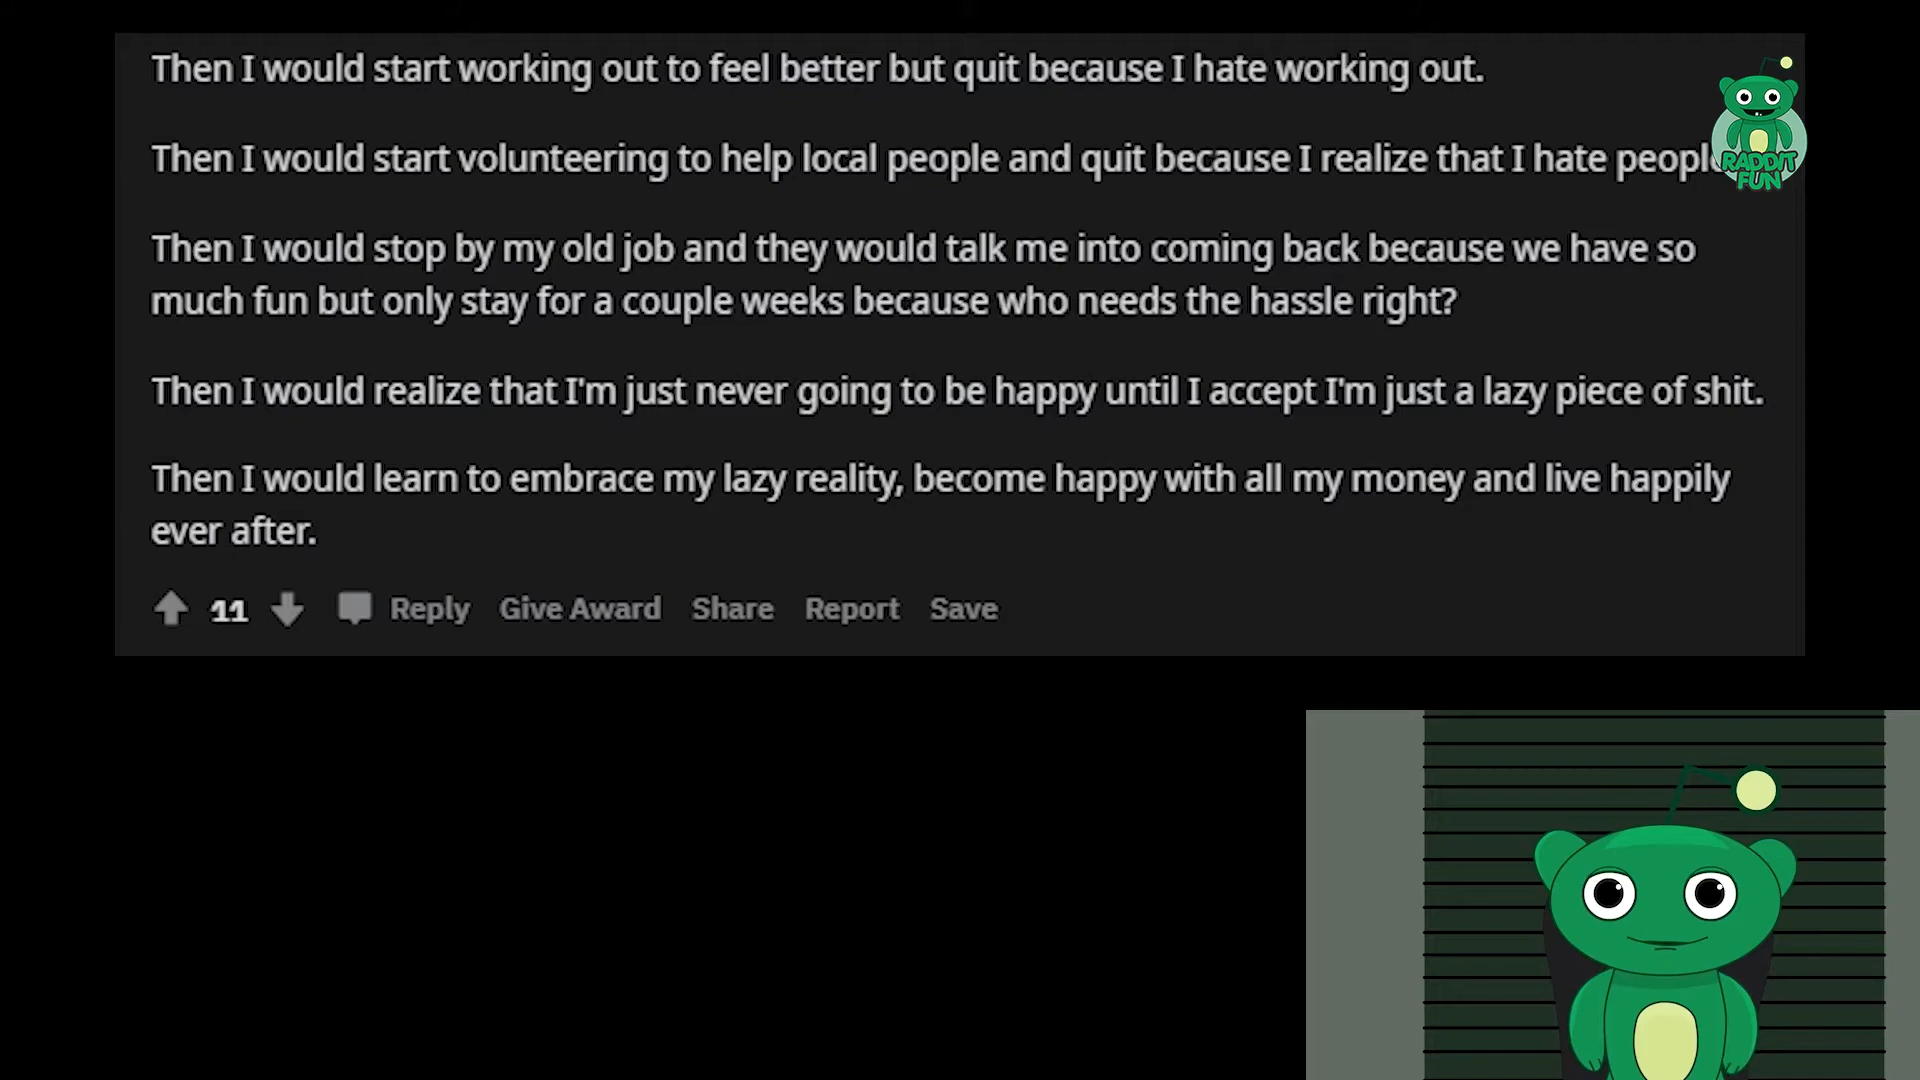 Then I would start working out to feel better but quit because I hate working out.
Then I would start volunteering to help local people and quit because I realize that I hate people
RADDIT
FUN
Then I would stop by my old job and they would talk me into coming back because we have so
much fun but only stay for a couple weeks because who needs the hassle right?
Then I would realize that I'm just never going to be happy until I accept I'm just a lazy piece of shit.
Then I would learn to embrace my lazy reality, become happy with all my money and live happily
ever after.
11 Reply Give Award Share Report Save